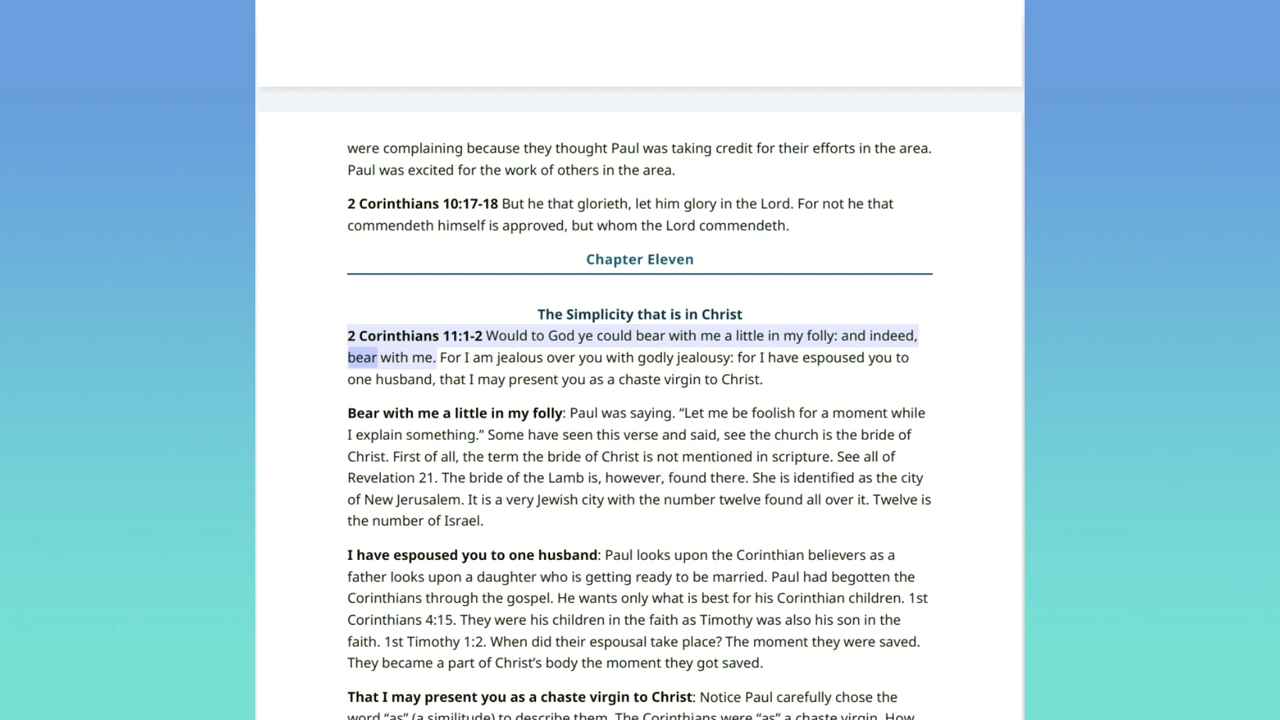 were complaining because they thought Paul was taking credit for their efforts in the area.
Paul was excited for the work of others in the area.
2 Corinthians 10:17-18 But he that glorieth, let him glory in the Lord. For not he that
commendeth himself is approved, but whom the Lord commendeth.
Chapter Eleven
The Simplicity that is in Christ
2 Corinthians 11:1-2 Would to God ye could bear with me a little in my folly: and indeed,
bear with me. For I am jealous over you with godly jealousy: for I have espoused you to
one husband, that I may present you as a chaste virgin to Christ.
Bear with me a little in my folly: Paul was saying. “Let me be foolish for a moment while
I explain something.” Some have seen this verse and said, see the church is the bride of
Christ. First of all, the term the bride of Christ is not mentioned in scripture. See all of
Revelation 21. The bride of the Lamb is, however, found there. She is identified as the city
of New Jerusalem. It is a very Jewish city with the number twelve found all over it. Twelve is
the number of Israel.
I have espoused you to one husband: Paul looks upon the Corinthian believers as a
father looks upon a daughter who is getting ready to be married. Paul had begotten the
Corinthians through the gospel. He wants only what is best for his Corinthian children. 1st
Corinthians 4:15. They were his children in the faith as Timothy was also his son in the
faith. 1st Timothy 1:2. When did their espousal take place? The moment they were saved.
They became a part of Christ’s body the moment they got saved.
That I may present you as a chaste virgin to Christ: Notice Paul carefully chose the
word “as” (a similitude) to describe them. The Corinthians were “as” a chaste virgin. How